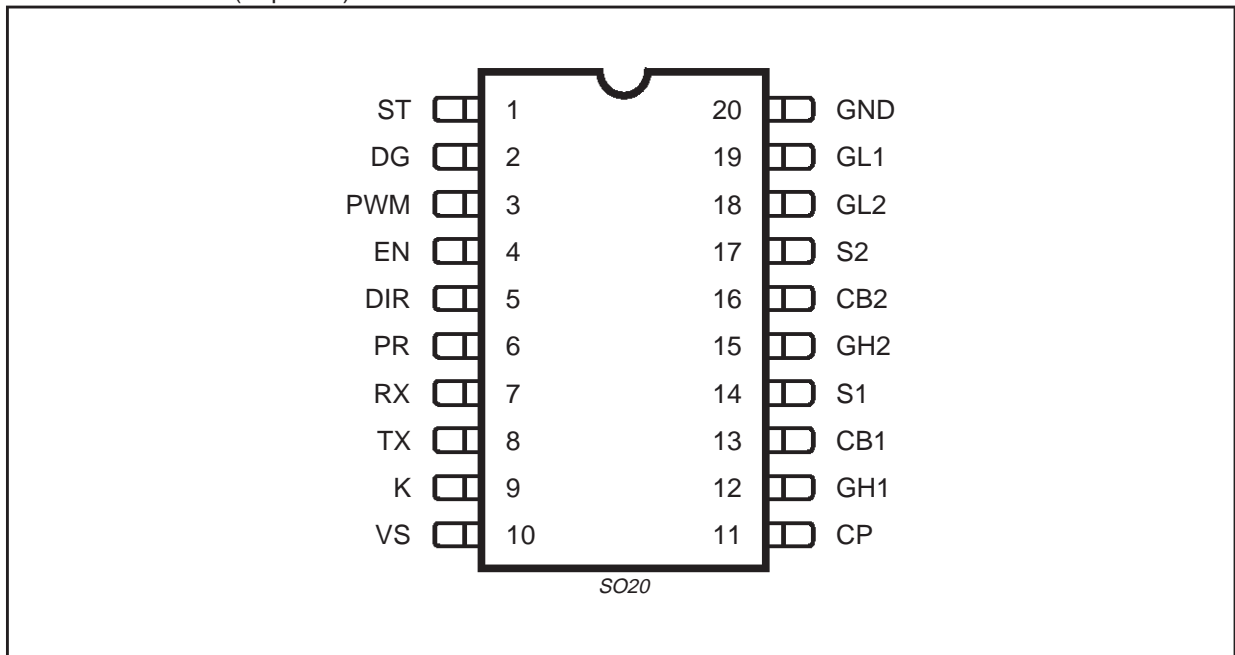 ST 1 20 GND
DG 2 19 GL1
PWM 3 18 GL2
EN 4 17 S2
DIR 5 16 CB2
PR 6 15 GH2
RX 7 14 S1
TX 8 13 CB1
K 9 12 GH1
VS 10 11 CP
SO20